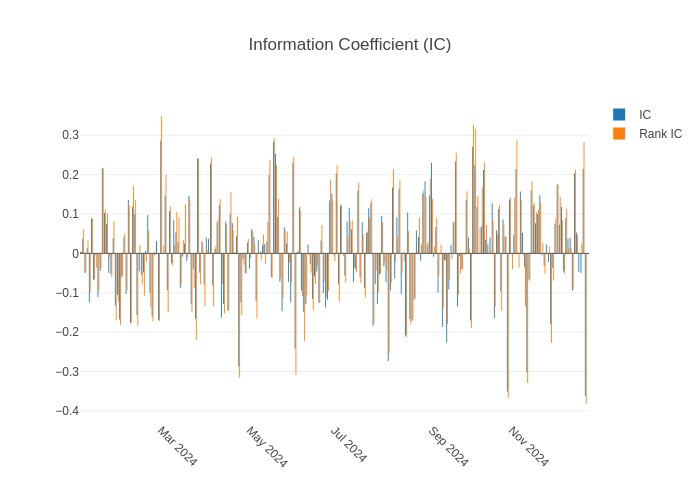 Information Coefficient (IC)
IC
Rank IC
0.3
0.2
0.1
0
−0.1
−0.2
−0.3
−0.4
Mar 2024
May 2024
Jul 2024
Sep 2024
Nov 2024